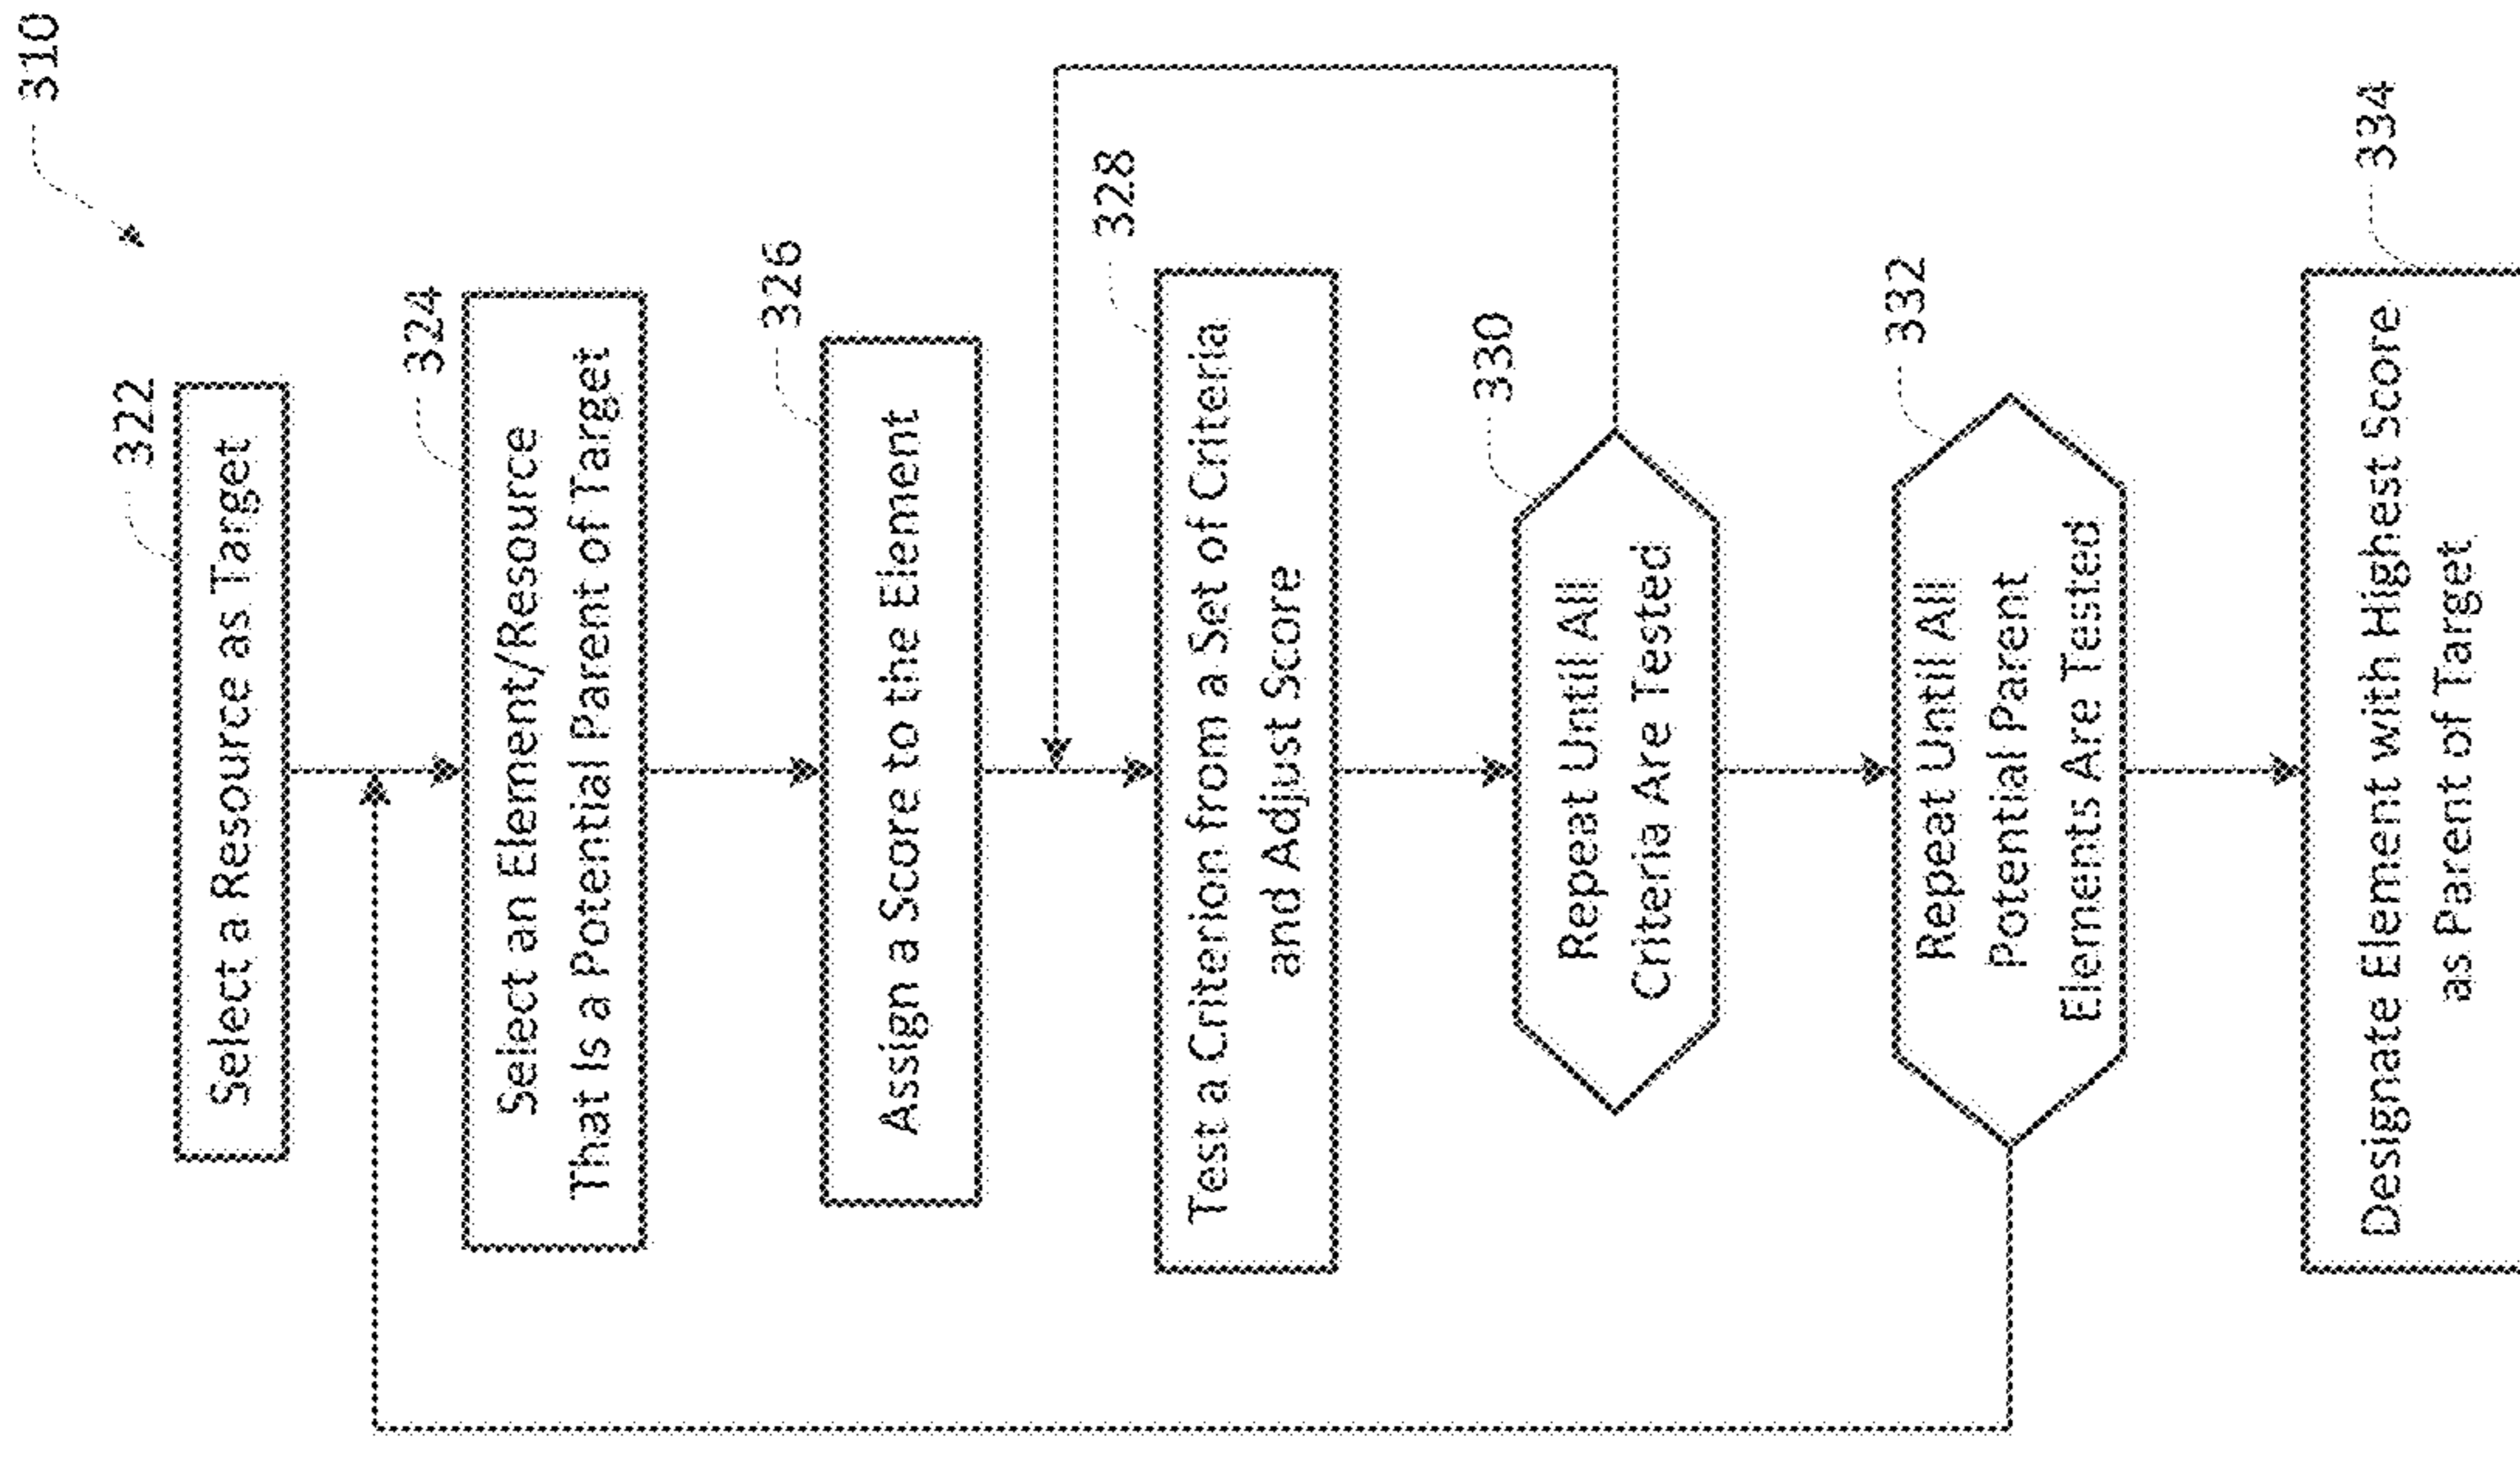 310
322
Select a Resource as Target
324
Select an Element/Resource
That Is a Potential Parent of Target
326
Assign a Score to the Element
328
Test a Criterion from a Set of Criteria
and Adjust Score
330
Repeat Until All
Criteria Are Tested
332
Repeat Until All
Potential Parent
Elements Are Tested
334
Designate Element with Highest Score
as Parent of Target